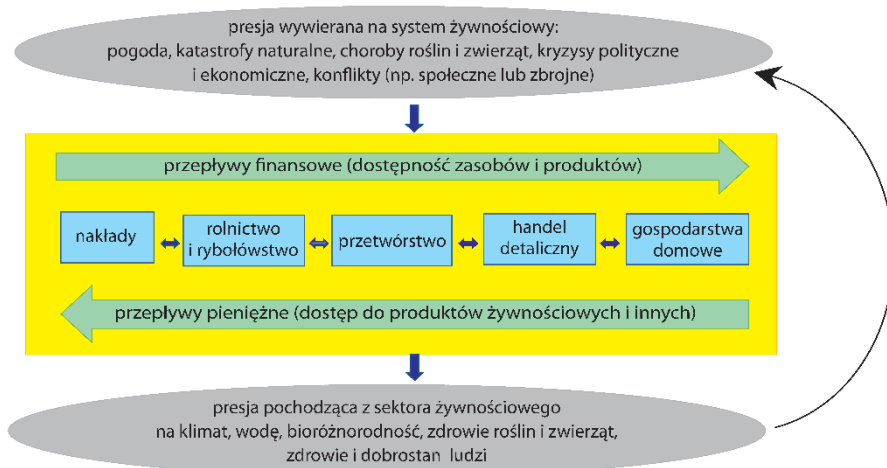 presja wywierana na system żywnościowy:
pogoda, katastrofy naturalne, choroby roślin i zwierząt, kryzysy polityczne
i ekonomiczne, konflikty (np. społeczne lub zbrojne)
przepływy finansowe (dostępność zasobów i produktów)
nakłady
rolnictwo
i rybołówstwo
przetwórstwo
handel
detaliczny
gospodarstwa
domowe
przepływy pieniężne (dostęp do produktów żywnościowych i innych)
presja pochodząca z sektora żywnościowego
na klimat, wodę, bioróżnorodność, zdrowie roślin i zwierząt,
zdrowie i dobrostan ludzi